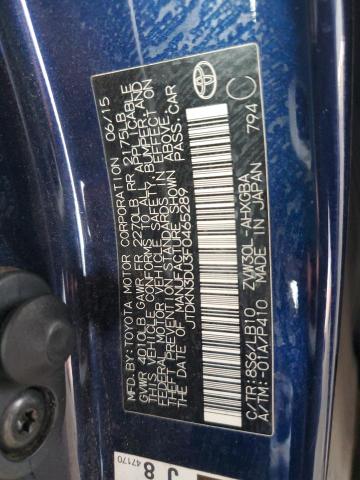 MFD.BY:TOYOTA MOTOR CORPORATION 06/15
GVWR 4010LB GAWR FR 2270LB RR 2175LB
THIS VEHICLE CONFORMS TO ALL APPLICABLE
FEDERAL MOTOR VEHICLE SAFETY, BUMPER, AND
THEFT PREVENTION STANDARDS IN EFFECT ON
THE DATE OF MANUFACTURE SHOWN ABOVE.
JTDKN3DU3F0465289 PASS.CAR
C/TR:8S6/LB10 ZVW30L-AHXGBA
A/TM:-01A/P410 MADE IN JAPAN 794
J 8
47170